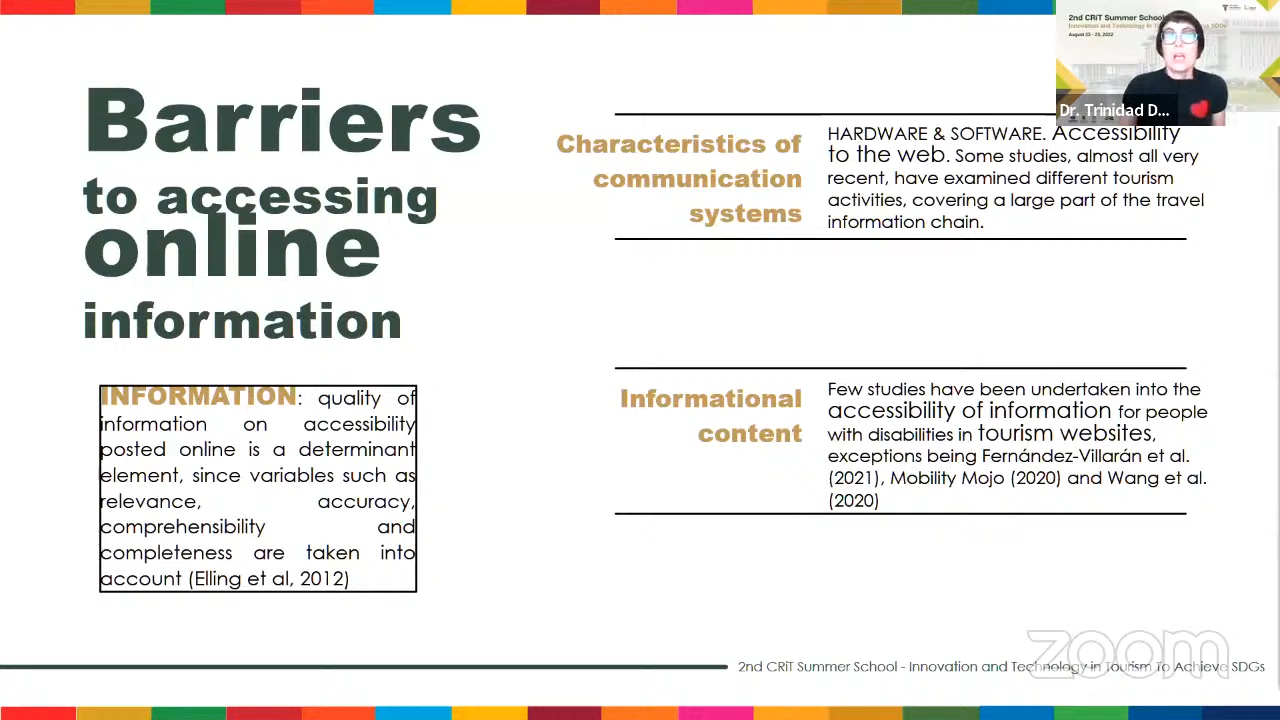 Barriers
to accessing
online
information
INFORMATION: quality of
information on accessibility
posted online is a determinant
element, since variables such as
relevance, accuracy,
comprehensibility and
completeness are taken into
account (Elling et al, 2012)
Characteristics of
communication
systems
HARDWARE & SOFTWARE. Accessibility
to the web. Some studies, almost all very
recent, have examined different tourism
activities, covering a large part of the travel
information chain.
Informational
content
Few studies have been undertaken into the
accessibility of information for people
with disabilities in tourism websites,
exceptions being Fernández-Villarán et al.
(2021), Mobility Mojo (2020) and Wang et al.
(2020)
2nd CRiT Summer School
Innovation and Technology in
SDGs
August 23 - 25, 2022
Dr. Trinidad D...
zoom
2nd CRiT Summer School - Innovation and Technology in Tourism To Achieve SDGs